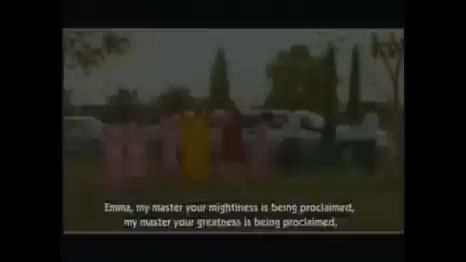 Emma, my master your mightiness is being proclaimed,
my master your greatness is being proclaimed,